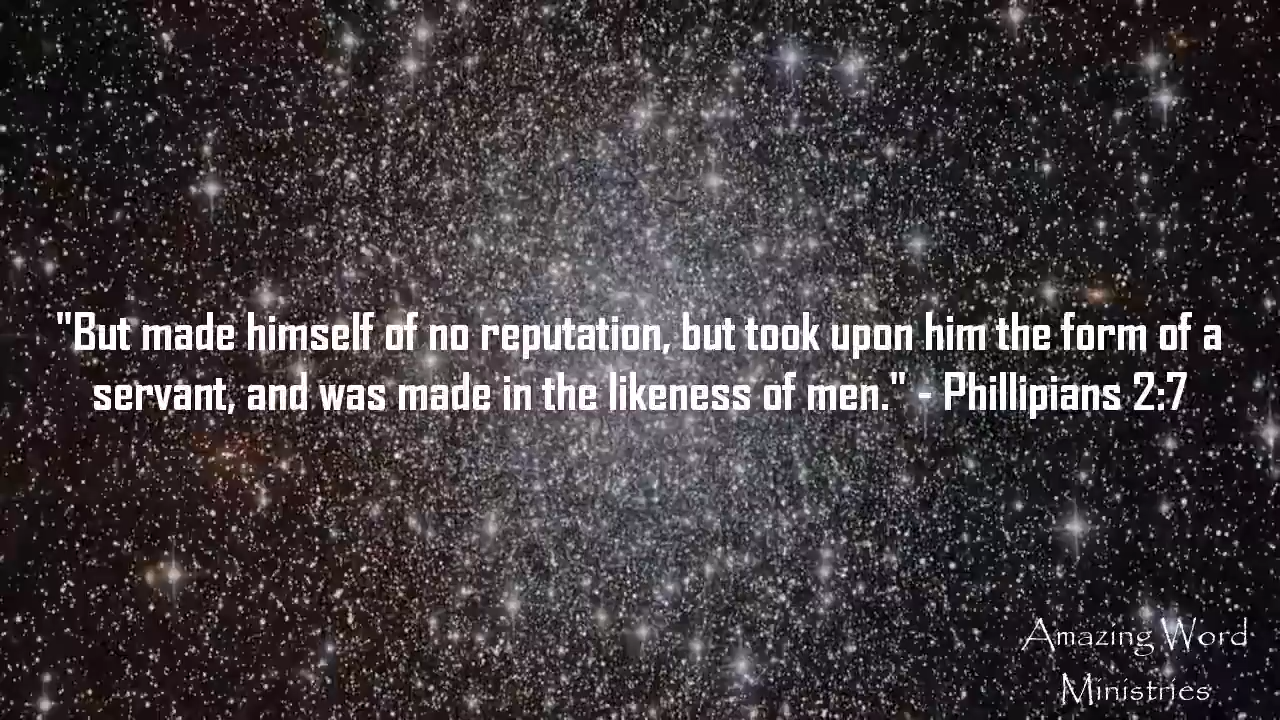 "But made himself of no reputation, but took upon him the form of a
servant, and was made in the likeness of men." - Phillipians 2:7
Amazing Word
Ministries